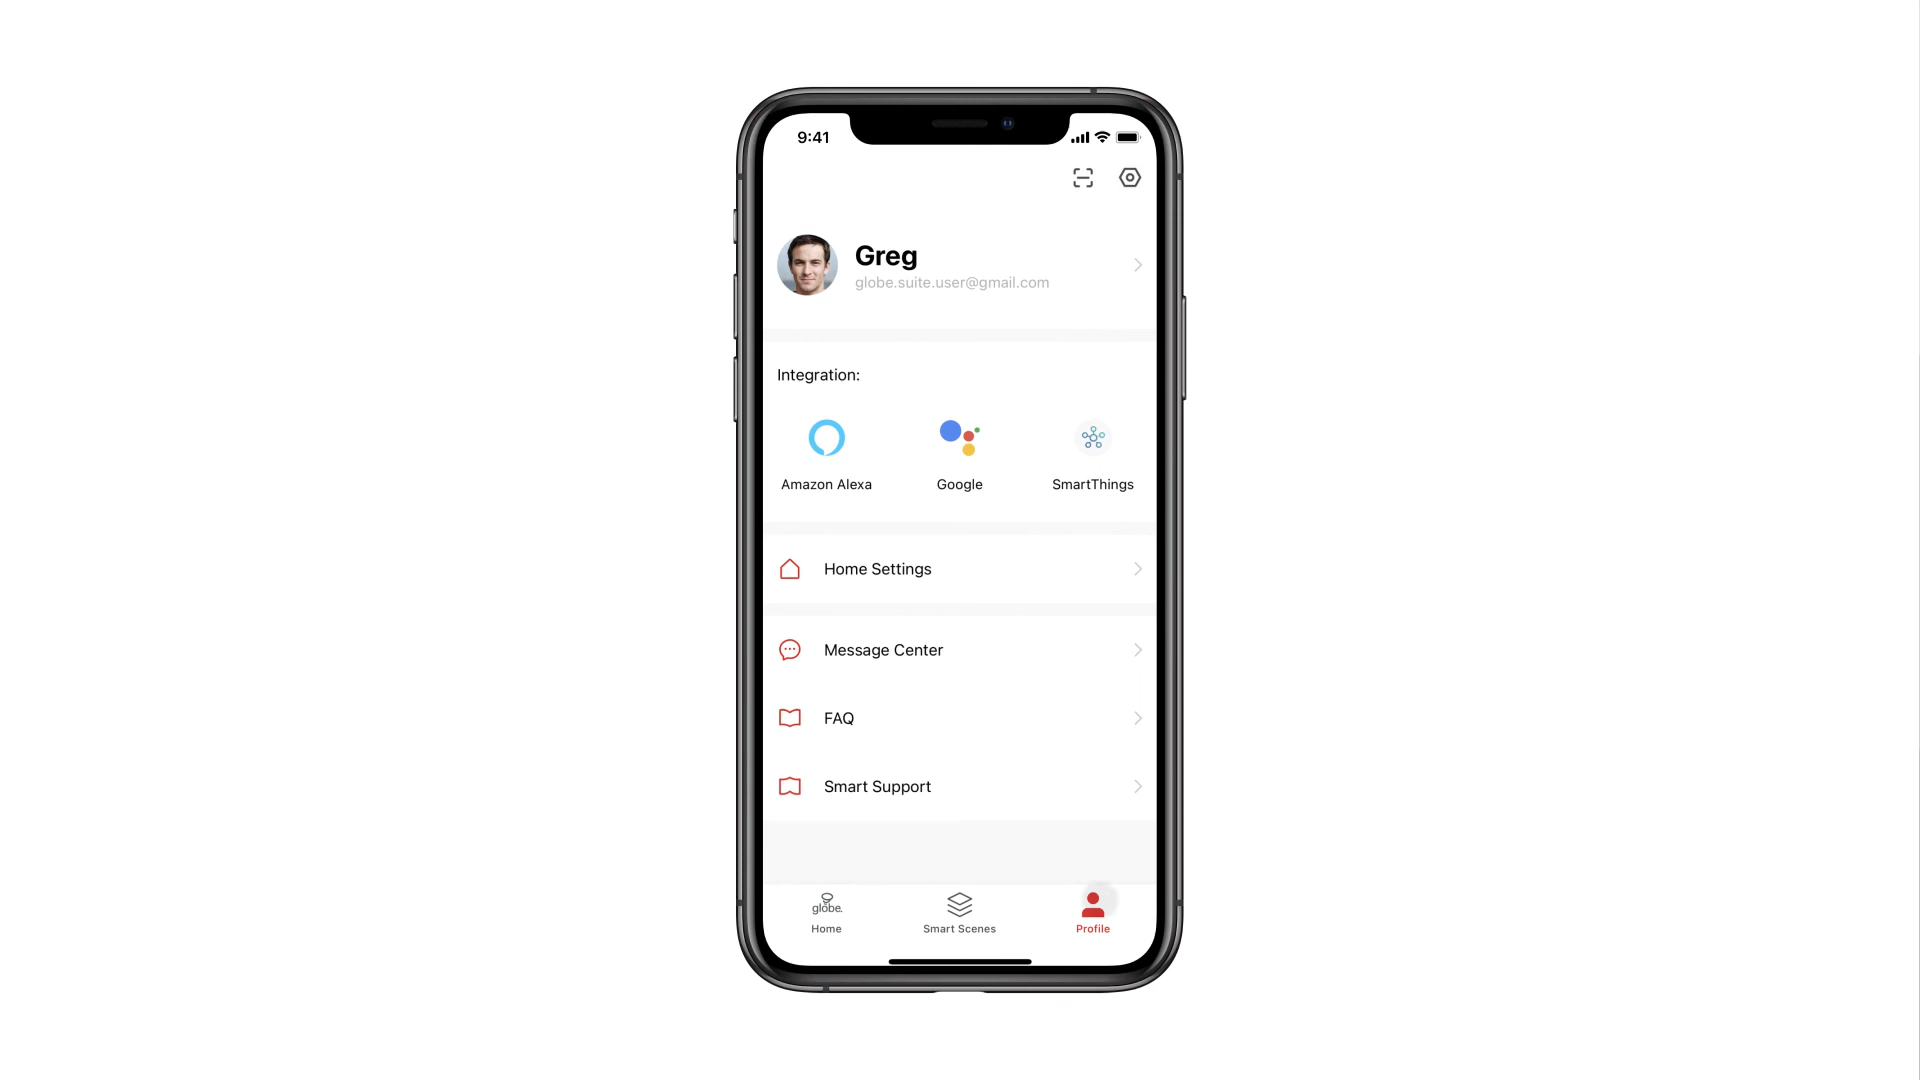 9:41
Greg
globe.suite.user@gmail.com
Integration:
Amazon Alexa
Google
SmartThings
Home Settings
Message Center
FAQ
Smart Support
globe.
Home
Smart Scenes
Profile